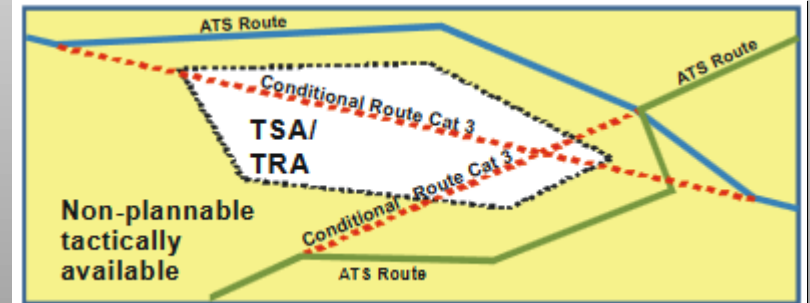 ATS Route
ATS Route
Conditional Route Cat 3
TSA/
TRA
Conditional Route Cat 3
Non-plannable
tactically
available
ATS Route